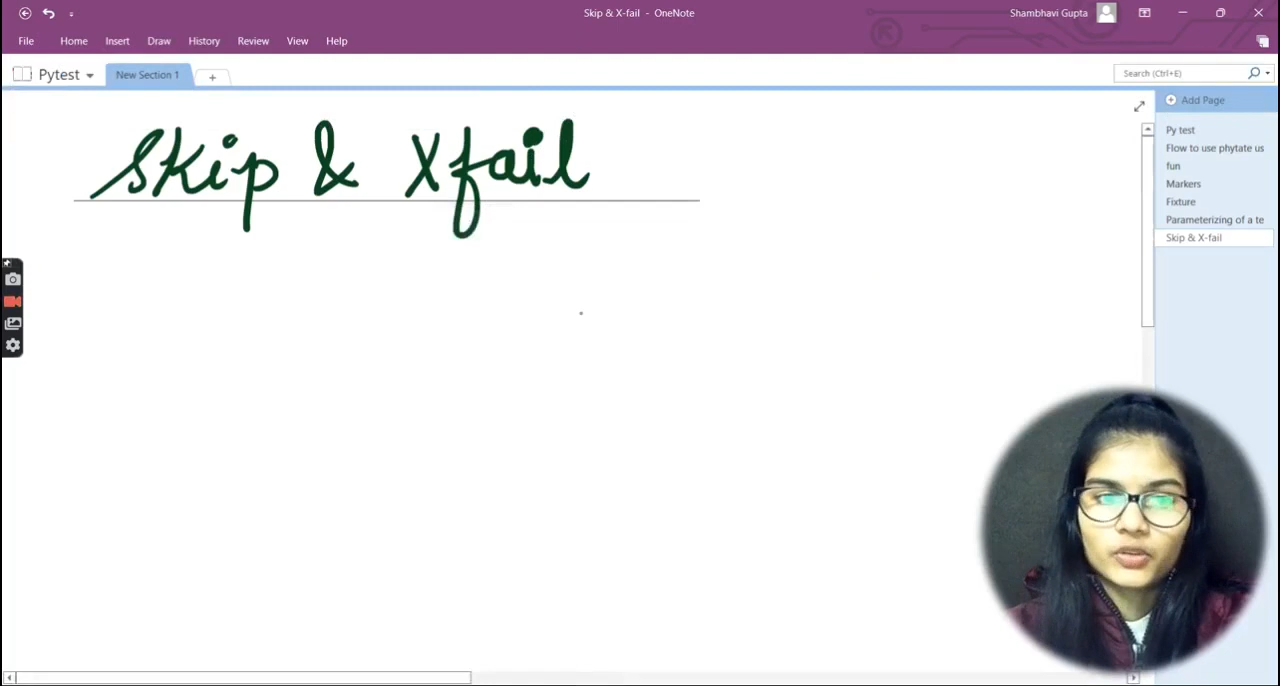 Skip & X-fail - OneNote
Shambhavi Gupta
File Home Insert Draw History Review View Help
Pytest
New Section 1
+
Search (Ctrl+E)
Add Page
Py test
Flow to use phytate us
fun
Markers
Fixture
Parameterizing of a te
Skip & X-fail
Skip & Xfail